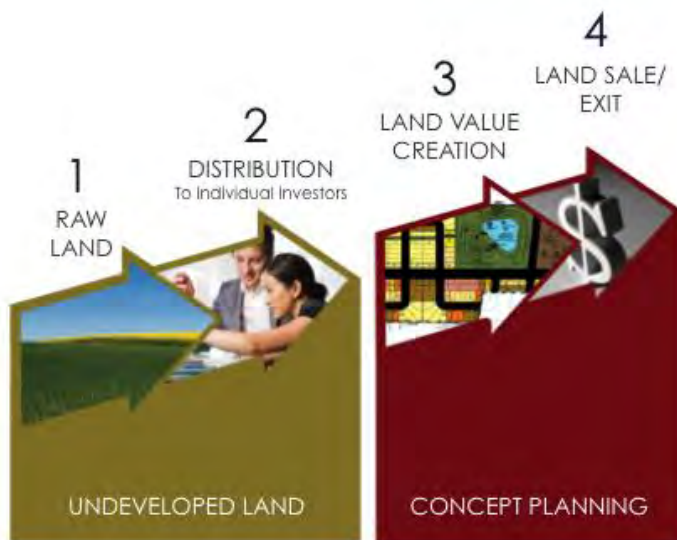 1
RAW
LAND
2
DISTRIBUTION
To Individual Investors
3
LAND VALUE
CREATION
4
LAND SALE/
EXIT
$
UNDEVELOPED LAND
CONCEPT PLANNING